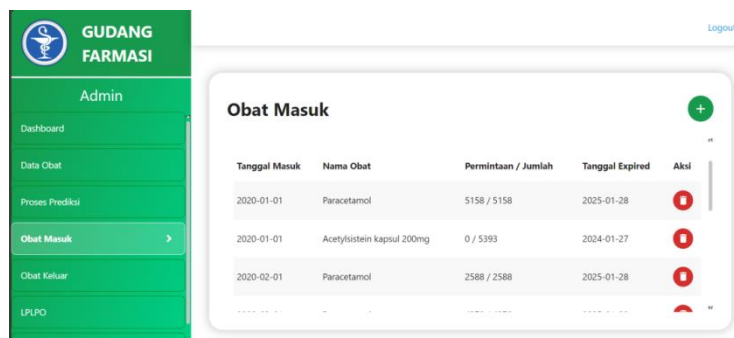 GUDANG
FARMASI
Logout
Admin
Dashboard
Data Obat
Proses Prediksi
Obat Masuk
Obat Keluar
LPLPO
Obat Masuk
+
Tanggal Masuk Nama Obat Permintaan / Jumlah Tanggal Expired Aksi
2020-01-01 Paracetamol 5158 / 5158 2025-01-28
2020-01-01 Acetylsistein kapsul 200mg 0 / 5393 2024-01-27
2020-02-01 Paracetamol 2588 / 2588 2025-01-28